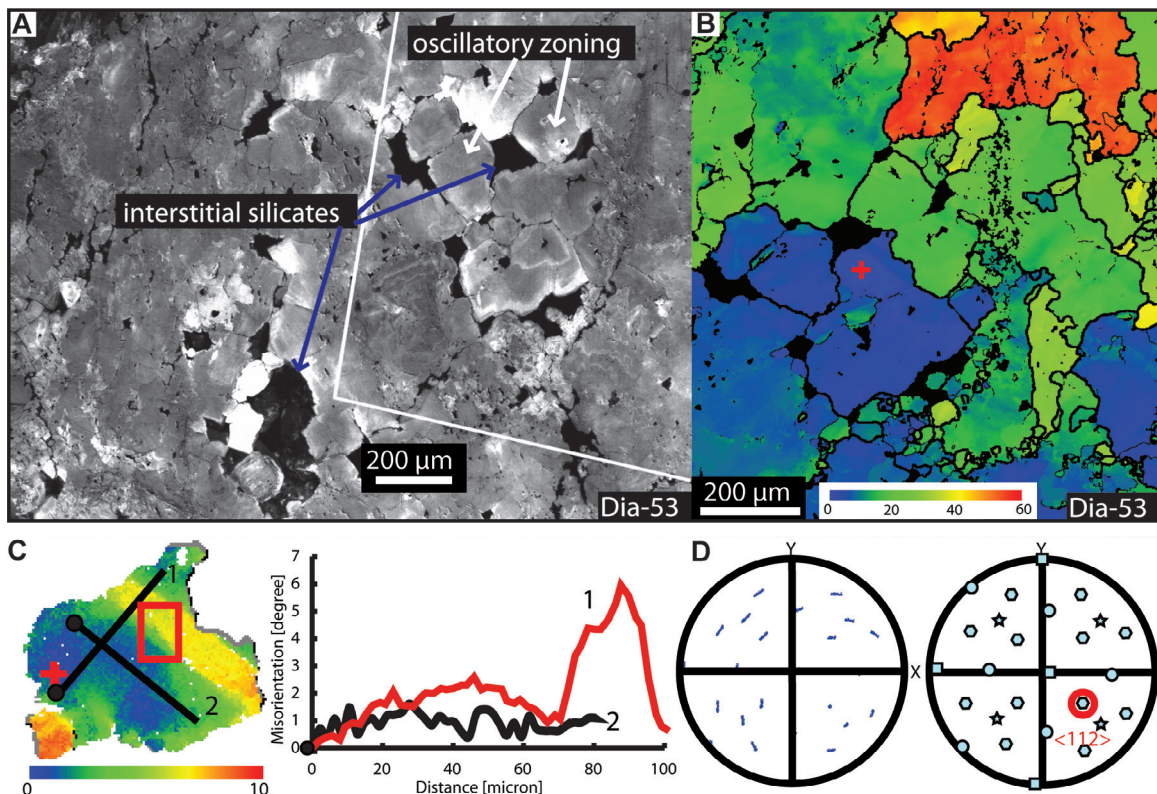 A
oscillatory zoning
interstitial silicates
200 µm
Dia-53
B
200 µm
0 20 40 60
Dia-53
C
1
2
0 10
Misorientation [degree]
7
6
5
4
3
2
1
0
1
2
0 20 40 60 80 100
Distance [micron]
D
Y
X
Y
<112>